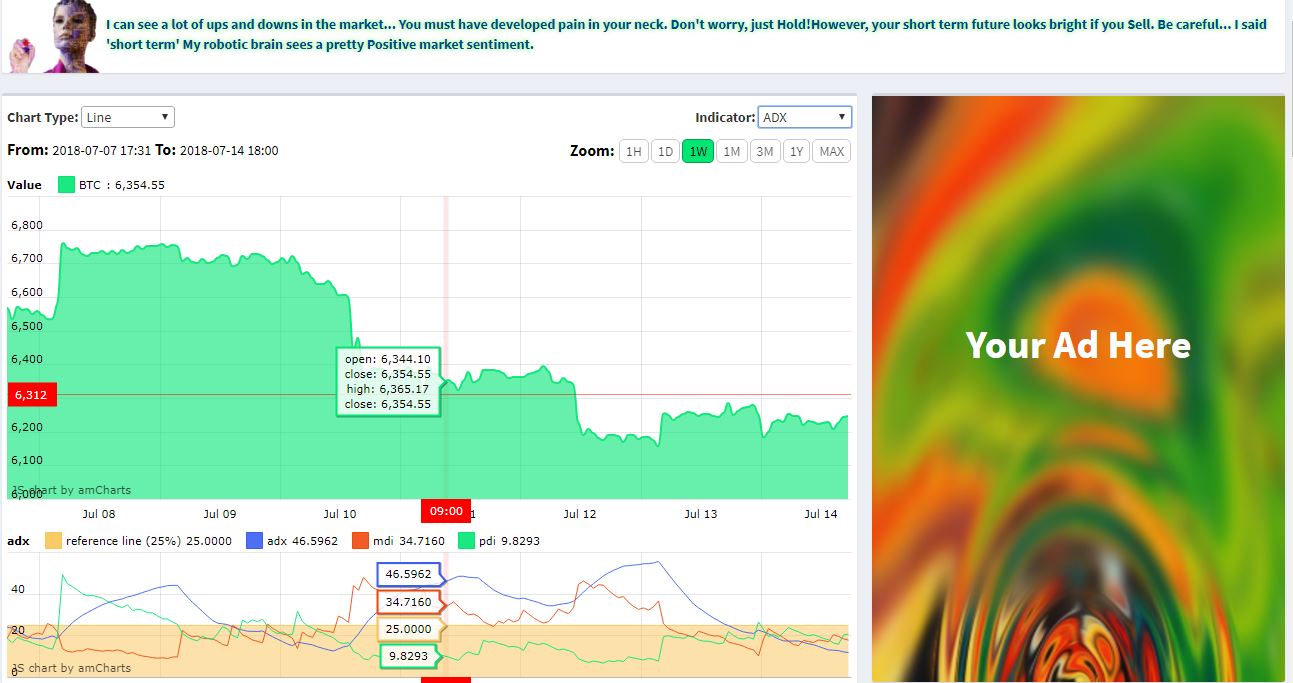 I can see a lot of ups and downs in the market... You must have developed pain in your neck. Don't worry, just Hold!However, your short term future looks bright if you Sell. Be careful... I said
'short term' My robotic brain sees a pretty Positive market sentiment.
Chart Type: Line
Indicator: ADX
From: 2018-07-07 17:31 To: 2018-07-14 18:00
Zoom: 1H 1D 1W 1M 3M 1Y MAX
Value BTC : 6,354.55
6,800
6,700
6,600
6,500
6,400
6,312
6,200
6,100
6,000
open: 6,344.10
close: 6,354.55
high: 6,365.17
close: 6,354.55
JS chart by amCharts
Jul 08 Jul 09 Jul 10 09:00 1 Jul 12 Jul 13 Jul 14
adx reference line (25%) 25.0000 adx 46.5962 mdi 34.7160 pdi 9.8293
40
20
0
46.5962
34.7160
25.0000
9.8293
JS chart by amCharts
Your Ad Here